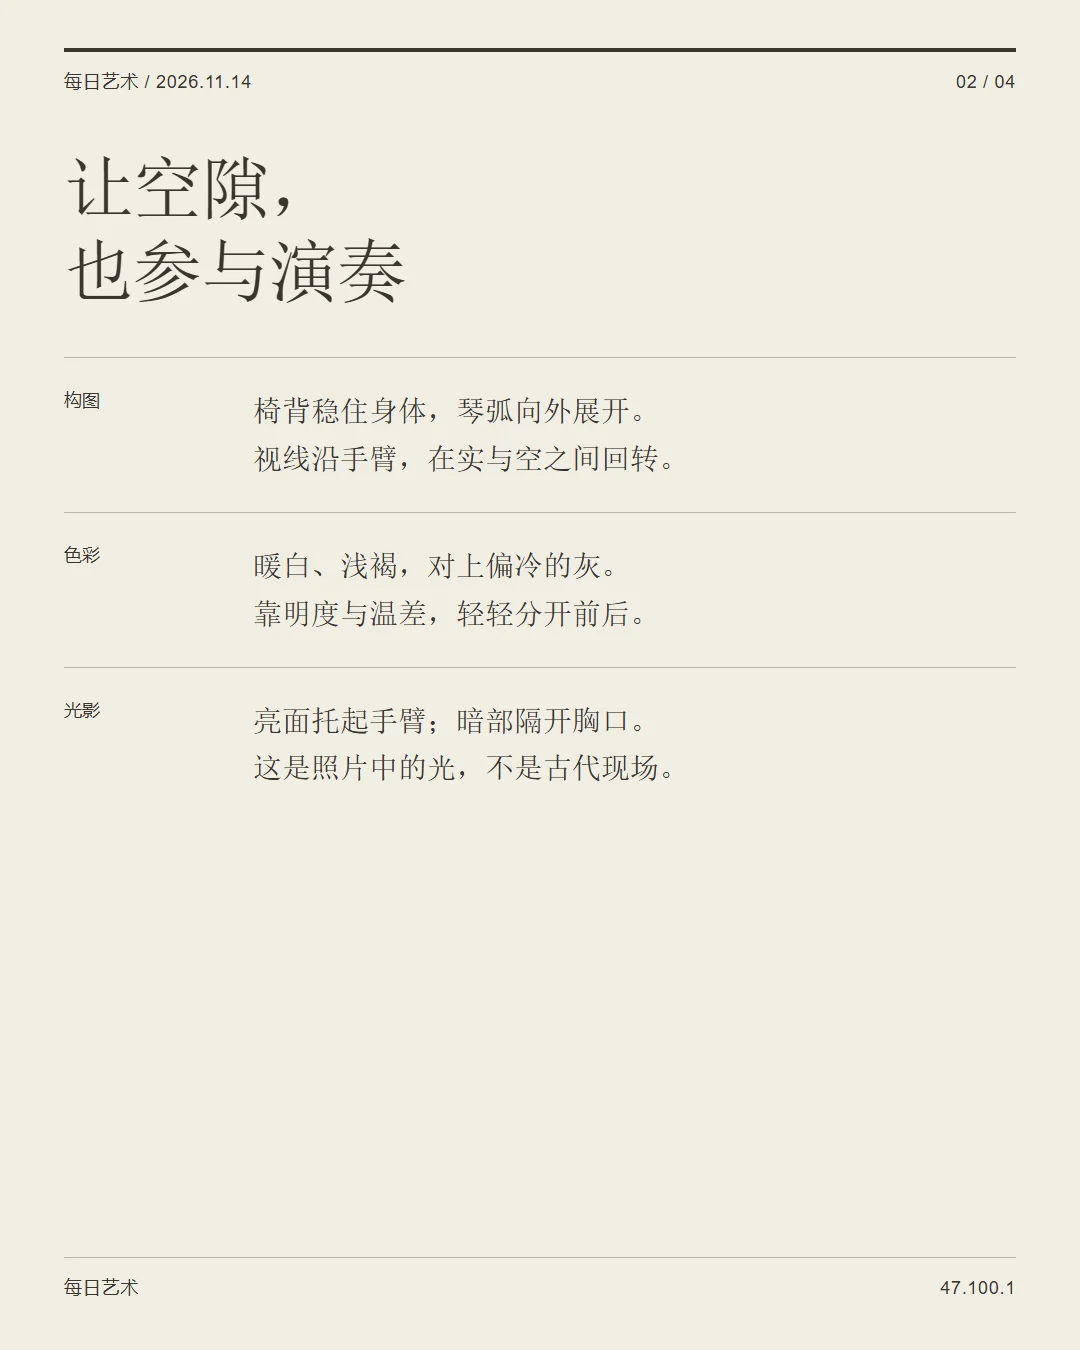 每日艺术 / 2026.11.14
02 / 04
让空隙，
也参与演奏
构图
椅背稳住身体，琴弧向外展开。
视线沿手臂，在实与空之间回转。
色彩
暖白、浅褐，对上偏冷的灰。
靠明度与温差，轻轻分开前后。
光影
亮面托起手臂；暗部隔开胸口。
这是照片中的光，不是古代现场。
每日艺术
47.100.1